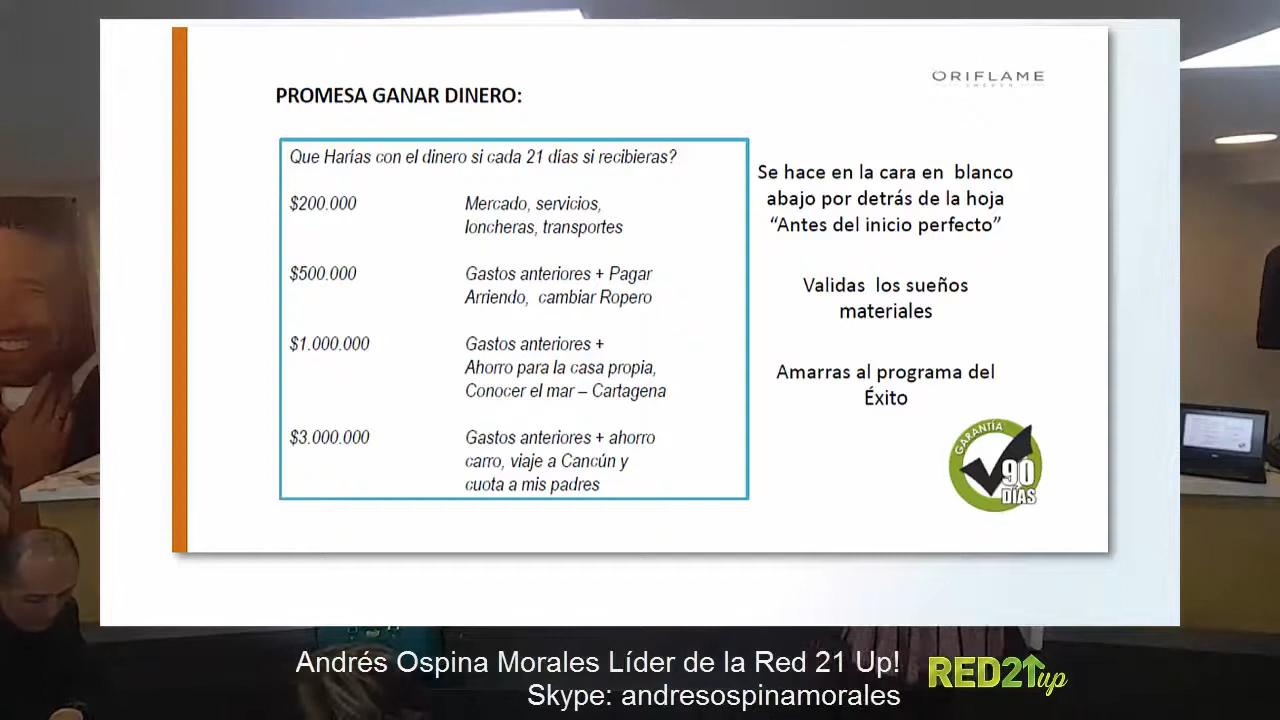 ORIFLAME
SWEDEN
PROMESA GANAR DINERO:
Que Harías con el dinero si cada 21 días si recibieras?
$200.000 Mercado, servicios,
loncheras, transportes
$500.000 Gastos anteriores + Pagar
Arriendo, cambiar Ropero
$1.000.000 Gastos anteriores +
Ahorro para la casa propia,
Conocer el mar – Cartagena
$3.000.000 Gastos anteriores + ahorro
carro, viaje a Cancún y
cuota a mis padres
Se hace en la cara en blanco
abajo por detrás de la hoja
“Antes del inicio perfecto”
Validas los sueños
materiales
Amarras al programa del
Éxito
GARANTÍA
90
DÍAS
Andrés Ospina Morales Líder de la Red 21 Up!
Skype: andresospinamorales
RED21up